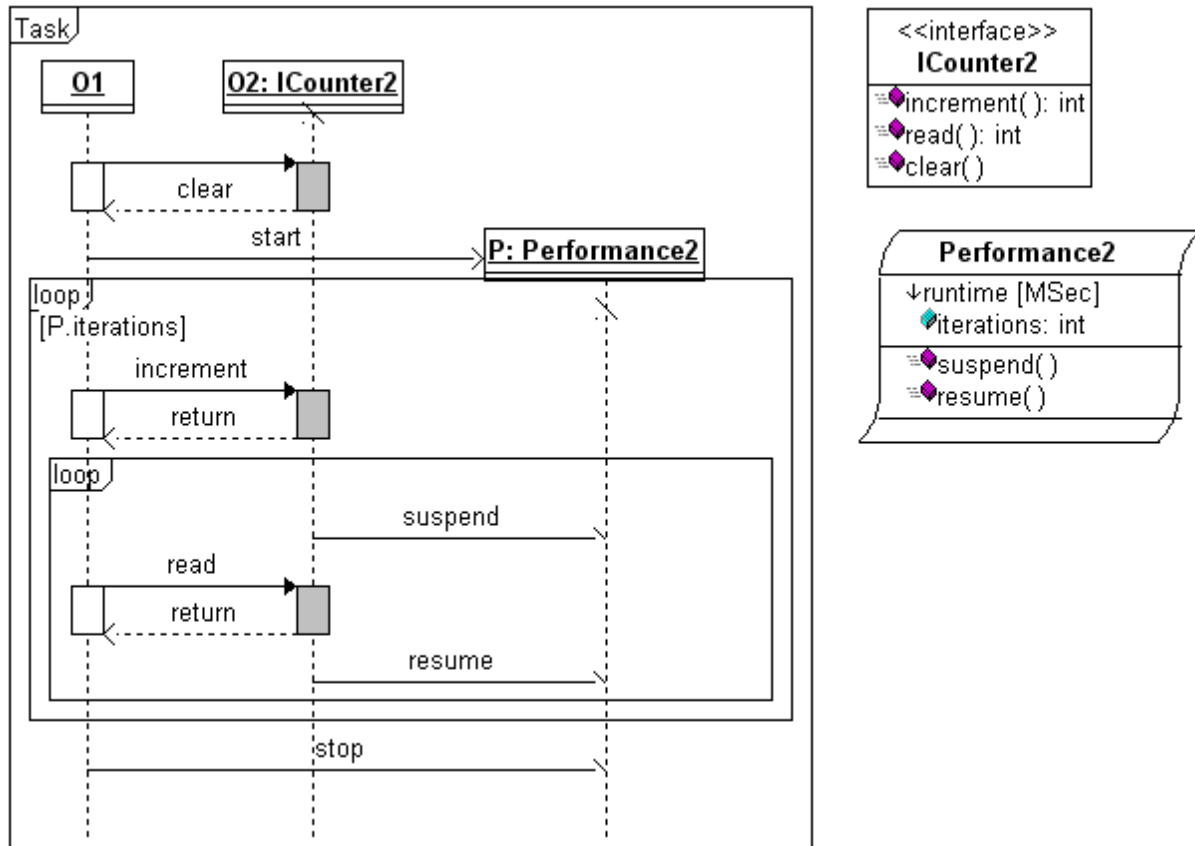 Task
O1
O2: ICounter2
clear
start
P: Performance2
loop
[P.iterations]
increment
return
loop
suspend
read
return
resume
stop
<<interface>>
ICounter2
increment( ): int
read( ): int
clear( )
Performance2
runtime [MSec]
iterations: int
suspend( )
resume( )